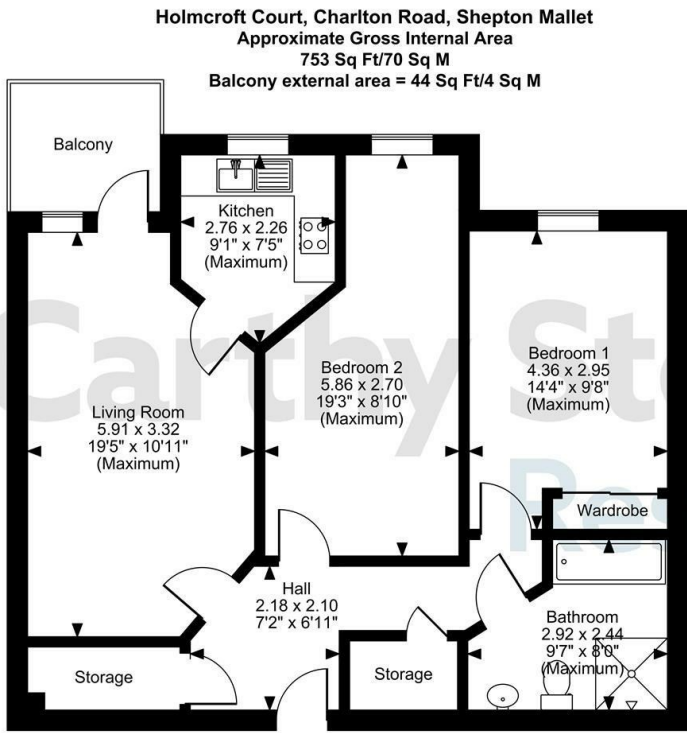 Holmcroft Court, Charlton Road, Shepton Mallet
Approximate Gross Internal Area
753 Sq Ft/70 Sq M
Balcony external area = 44 Sq Ft/4 Sq M
Balcony
Kitchen
2.76 x 2.26
9'1" x 7'5"
(Maximum)
Bedroom 2
5.86 x 2.70
19'3" x 8'10"
(Maximum)
Bedroom 1
4.36 x 2.95
14'4" x 9'8"
(Maximum)
Living Room
5.91 x 3.32
19'5" x 10'11"
(Maximum)
Wardrobe
Hall
2.18 x 2.10
7'2" x 6'11"
Bathroom
2.92 x 2.44
9'7" x 8'0"
(Maximum)
Storage
Storage
Carthy